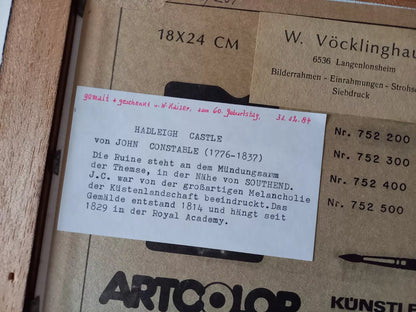 18X24 CM
W. Vöcklinghau
6536 Langenlonsheim
Bilderrahmen - Einrahmungen - Strohse
Siebdruck
gemalt + geschenkt v. W. Kaiser, zum 60. Geburtstag, 31.12.84
HADLEIGH CASTLE
von JOHN CONSTABLE (1776-1837)
Die Ruine steht an dem Mündungsarm
der Themse, in der Nähe von SOUTHEND.
J.C. war von der großartigen Melancholie
der Küstenlandschaft beeindruckt.Das
Gemälde entstand 1814 und hängt seit
1829 in der Royal Academy.
Nr. 752 200
Nr. 752 300
Nr. 752 400
Nr. 752 500
ARTCOLOR
KÜNSTLE